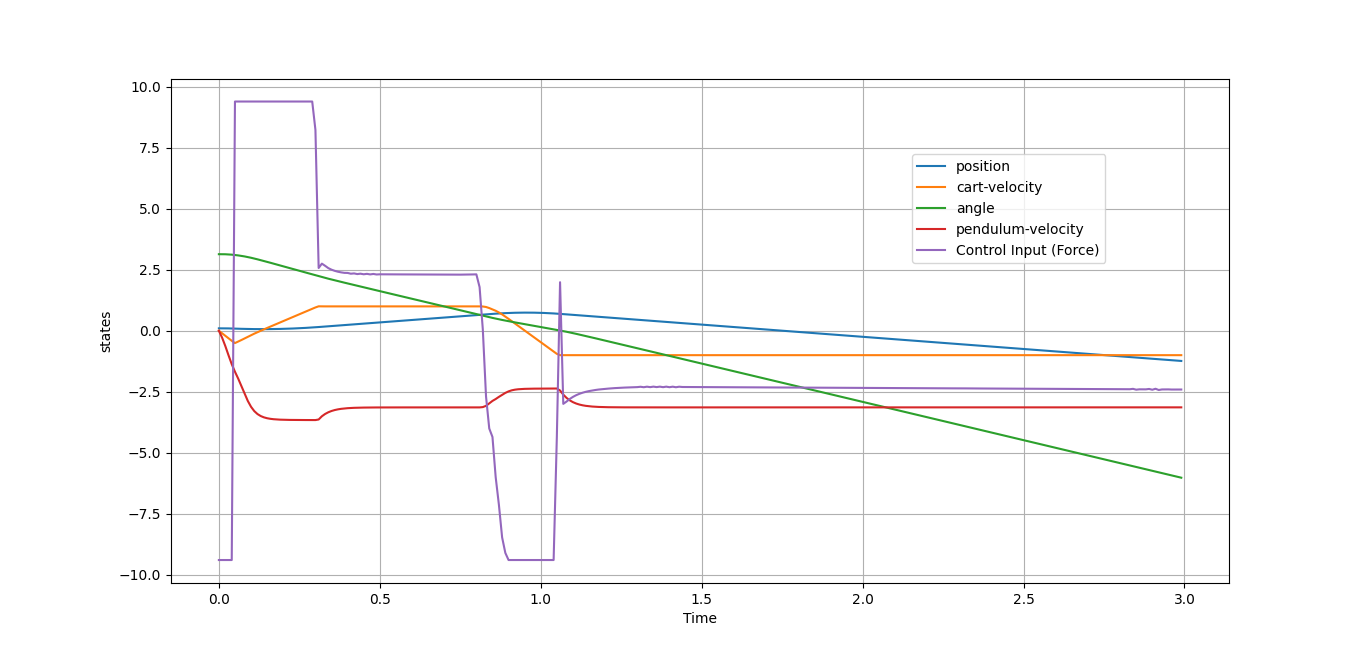 10.0
7.5
5.0
2.5
0.0
−2.5
−5.0
−7.5
−10.0
states
position
cart-velocity
angle
pendulum-velocity
Control Input (Force)
0.0 0.5 1.0 1.5 2.0 2.5 3.0
Time